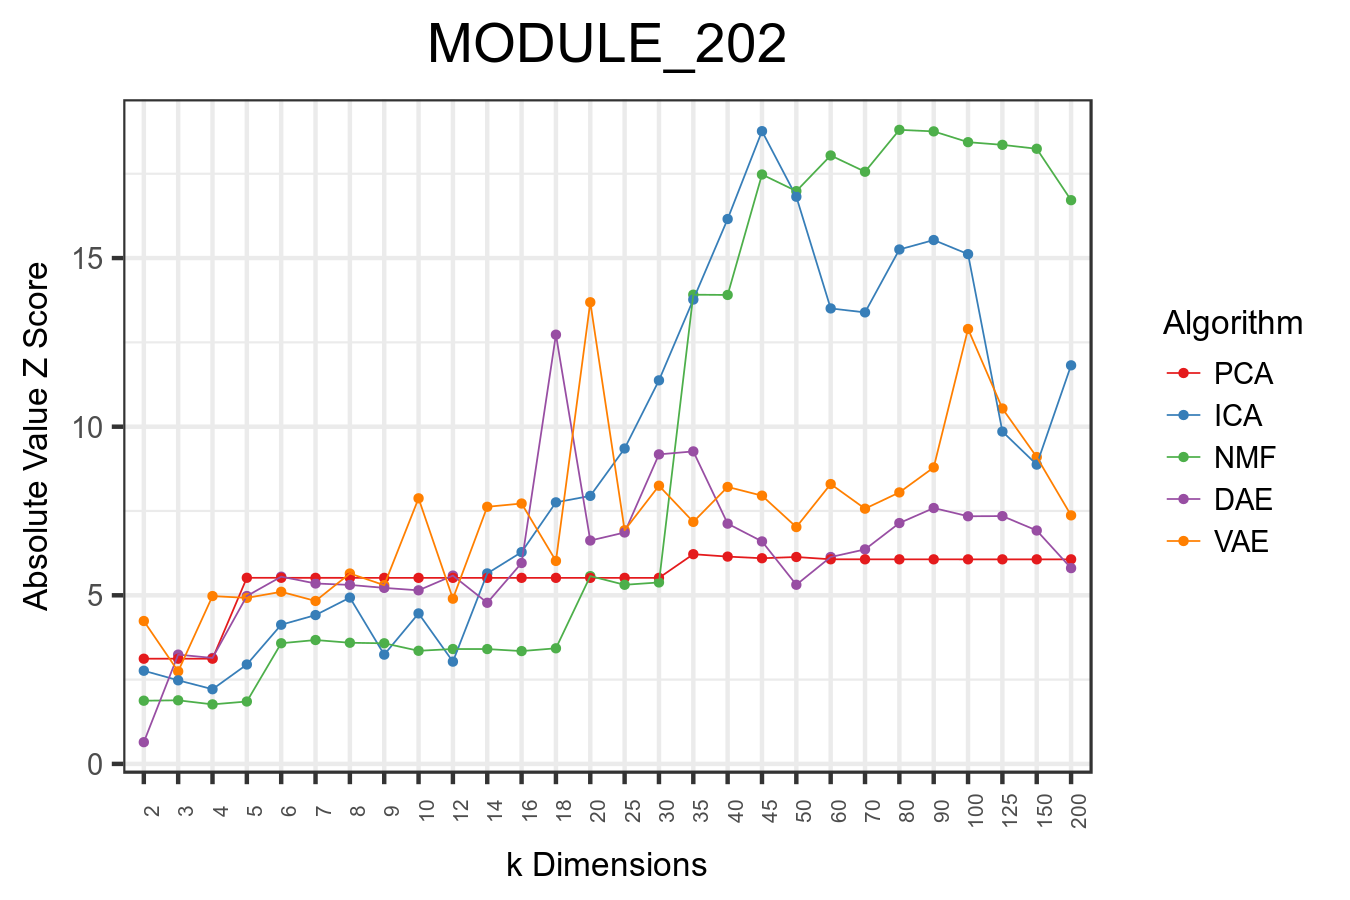 MODULE_202
Absolute Value Z Score
15
10
5
0
2 3 4 5 6 7 8 9 10 12 14 16 18 20 25 30 35 40 45 50 60 70 80 90 100 125 150 200
k Dimensions
Algorithm
PCA
ICA
NMF
DAE
VAE